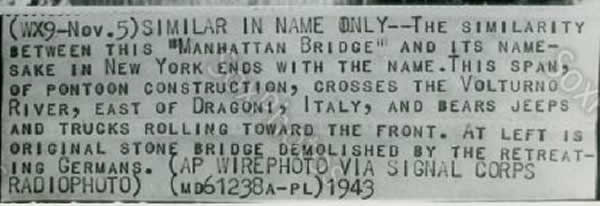 (WX9-NOV.5)SIMILAR IN NAME ONLY--THE SIMILARITY
BETWEEN THIS "MANHATTAN BRIDGE" AND ITS NAME-
SAKE IN NEW YORK ENDS WITH THE NAME.THIS SPAN,
OF PONTOON CONSTRUCTION, CROSSES THE VOLTURNO
RIVER, EAST OF DRAGONI, ITALY, AND BEARS JEEPS
AND TRUCKS ROLLING TOWARD THE FRONT. AT LEFT IS
ORIGINAL STONE BRIDGE DEMOLISHED BY THE RETREAT-
ING GERMANS. (AP WIREPHOTO VIA SIGNAL CORPS
RADIOPHOTO) (MD61238A-PL)1943